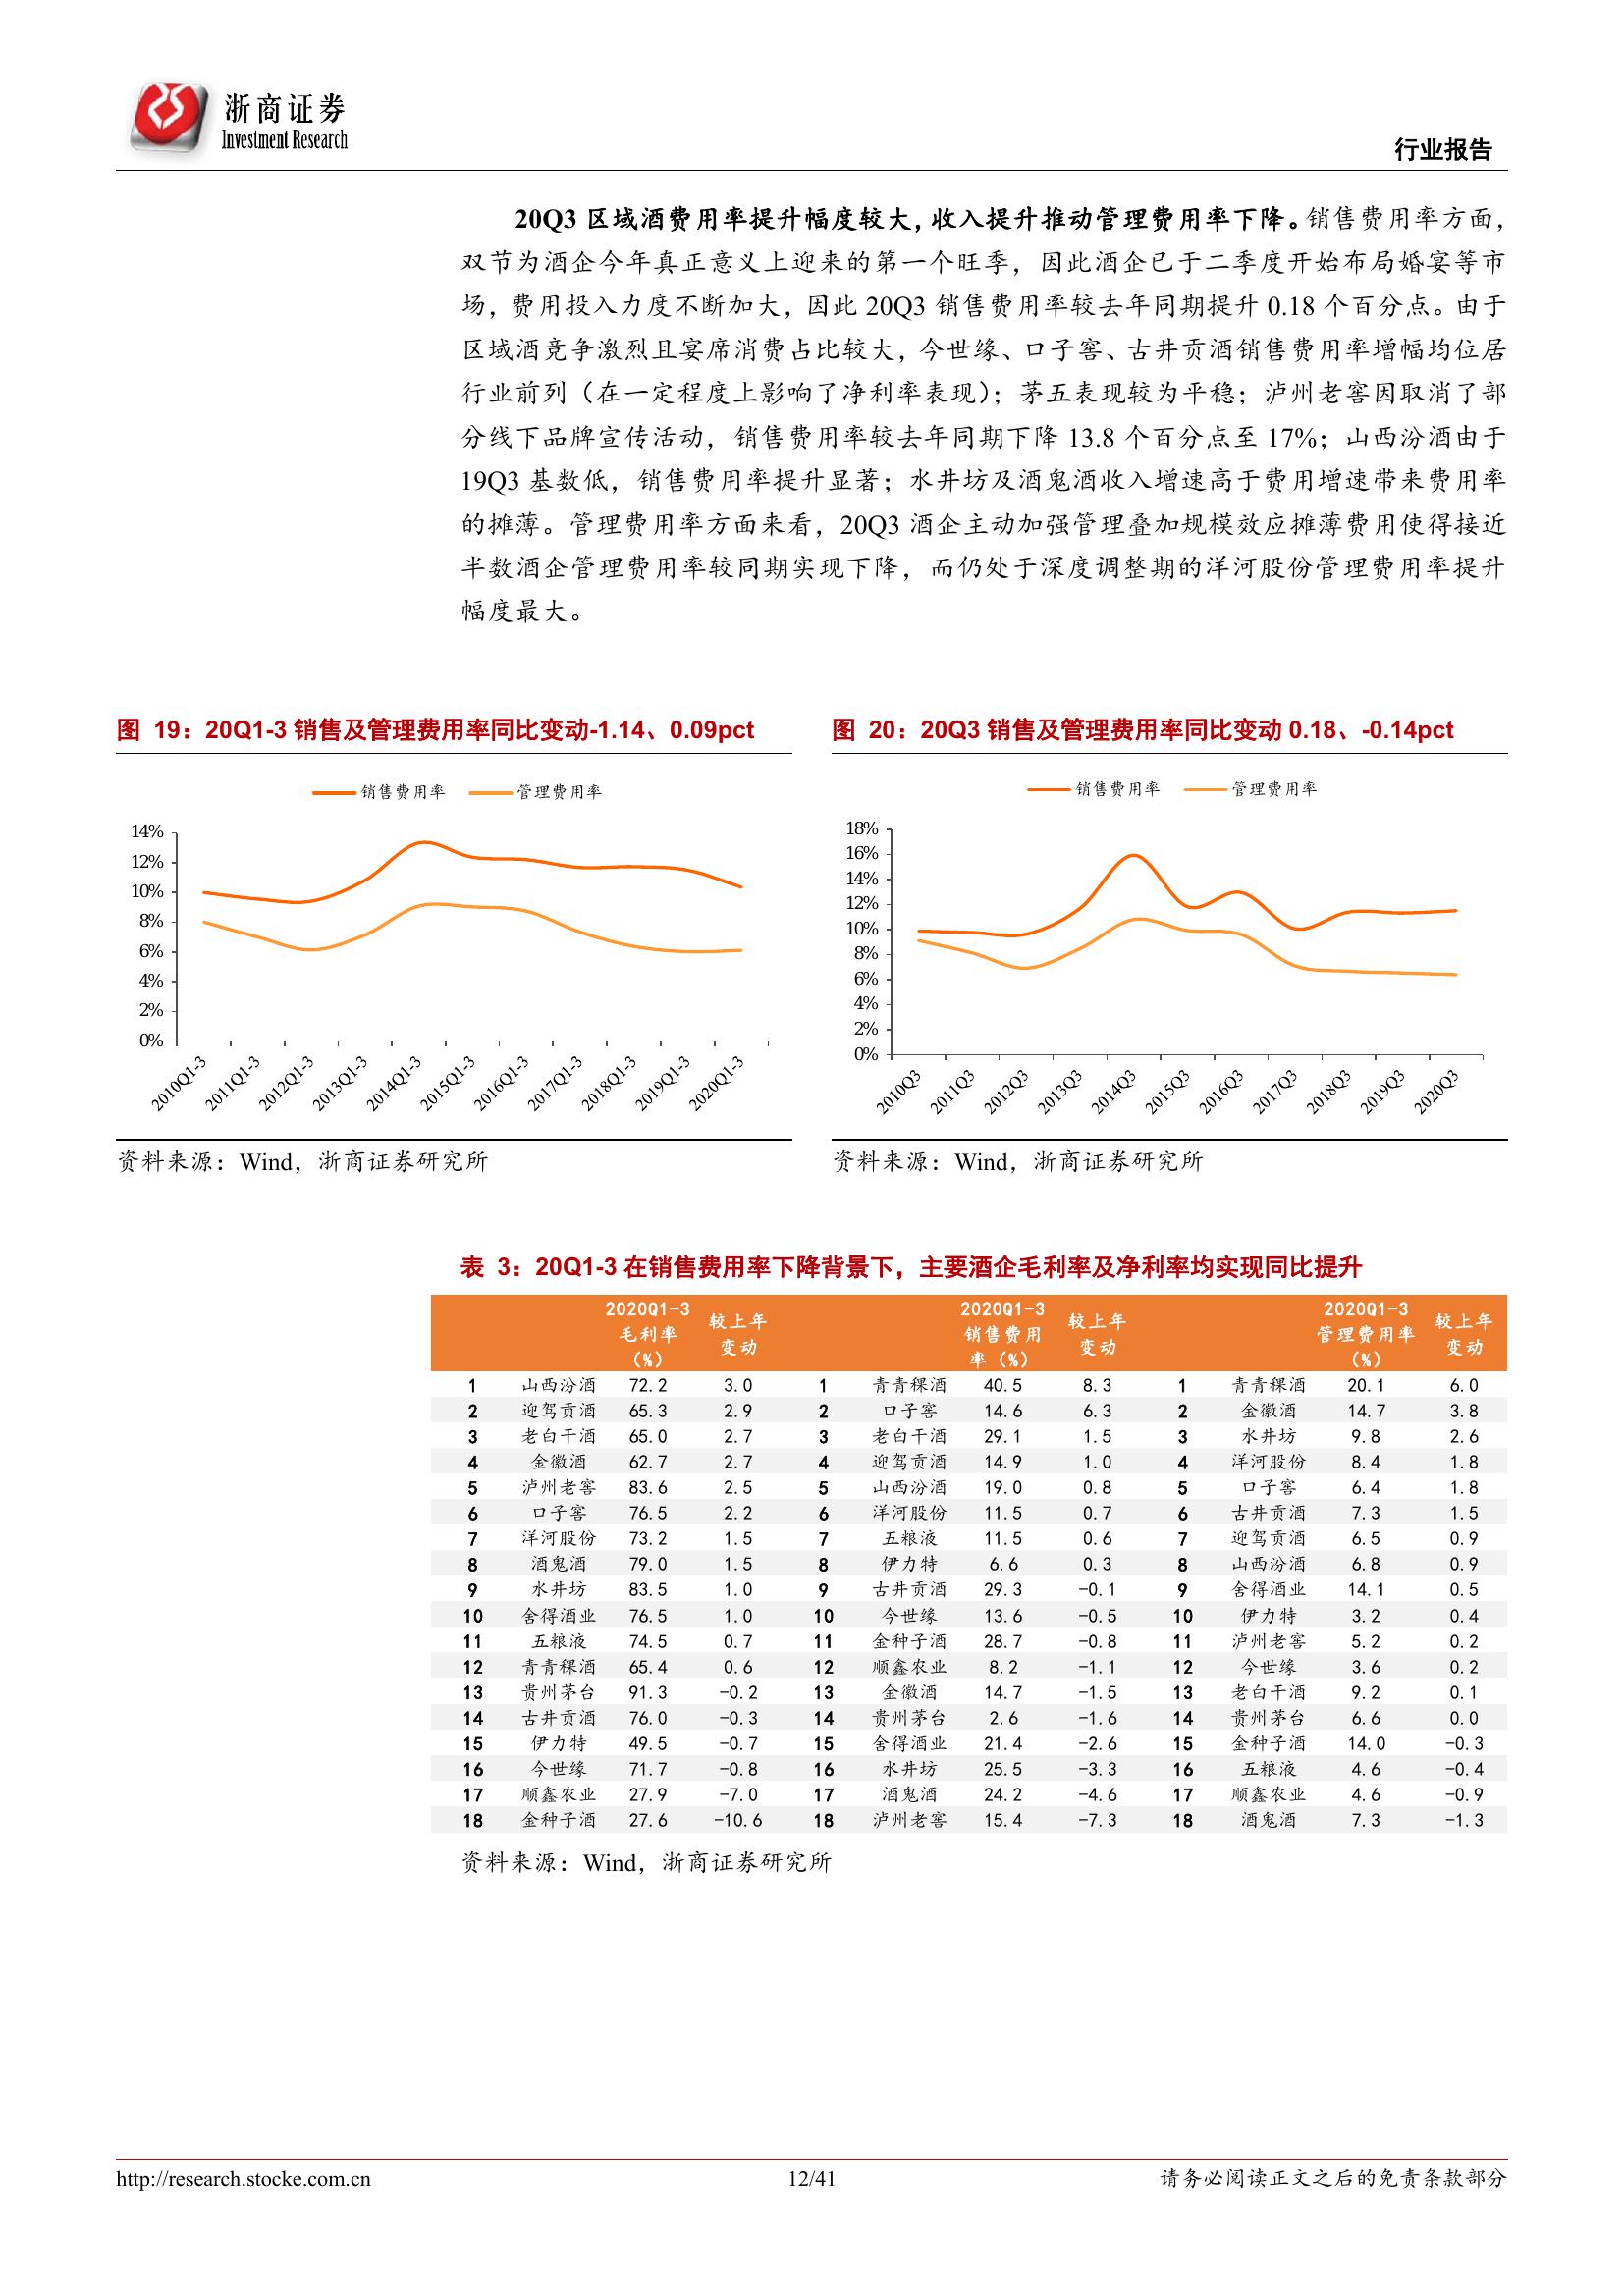 浙商证券
Investment Research
行业报告
20Q3 区域酒费用率提升幅度较大，收入提升推动管理费用率下降。销售费用率方面，
双节为酒企今年真正意义上迎来的第一个旺季，因此酒企已于二季度开始布局婚宴等市
场，费用投入力度不断加大，因此 20Q3 销售费用率较去年同期提升 0.18 个百分点。由于
区域酒竞争激烈且宴席消费占比较大，今世缘、口子窖、古井贡酒销售费用率增幅均位居
行业前列（在一定程度上影响了净利率表现）；茅五表现较为平稳；泸州老窖因取消了部
分线下品牌宣传活动，销售费用率较去年同期下降 13.8 个百分点至 17%；山西汾酒由于
19Q3 基数低，销售费用率提升显著；水井坊及酒鬼酒收入增速高于费用增速带来费用率
的摊薄。管理费用率方面来看，20Q3 酒企主动加强管理叠加规模效应摊薄费用使得接近
半数酒企管理费用率较同期实现下降，而仍处于深度调整期的洋河股份管理费用率提升
幅度最大。
图 19：20Q1-3 销售及管理费用率同比变动-1.14、0.09pct
销售费用率 管理费用率
14%
12%
10%
8%
6%
4%
2%
0%
2010Q1-3 2011Q1-3 2012Q1-3 2013Q1-3 2014Q1-3 2015Q1-3 2016Q1-3 2017Q1-3 2018Q1-3 2019Q1-3 2020Q1-3
资料来源：Wind，浙商证券研究所
图 20：20Q3 销售及管理费用率同比变动 0.18、-0.14pct
销售费用率 管理费用率
18%
16%
14%
12%
10%
8%
6%
4%
2%
0%
2010Q3 2011Q3 2012Q3 2013Q3 2014Q3 2015Q3 2016Q3 2017Q3 2018Q3 2019Q3 2020Q3
资料来源：Wind，浙商证券研究所
表 3：20Q1-3 在销售费用率下降背景下，主要酒企毛利率及净利率均实现同比提升
2020Q1-3 毛利率（%） 较上年变动 2020Q1-3 销售费用率（%） 较上年变动 2020Q1-3 管理费用率（%） 较上年变动
1 山西汾酒 72.2 3.0 1 青青稞酒 40.5 8.3 1 青青稞酒 20.1 6.0
2 迎驾贡酒 65.3 2.9 2 口子窖 14.6 6.3 2 金徽酒 14.7 3.8
3 老白干酒 65.0 2.7 3 老白干酒 29.1 1.5 3 水井坊 9.8 2.6
4 金徽酒 62.7 2.7 4 迎驾贡酒 14.9 1.0 4 洋河股份 8.4 1.8
5 泸州老窖 83.6 2.5 5 山西汾酒 19.0 0.8 5 口子窖 6.4 1.8
6 口子窖 76.5 2.2 6 洋河股份 11.5 0.7 6 古井贡酒 7.3 1.5
7 洋河股份 73.2 1.5 7 五粮液 11.5 0.6 7 迎驾贡酒 6.5 0.9
8 酒鬼酒 79.0 1.5 8 伊力特 6.6 0.3 8 山西汾酒 6.8 0.9
9 水井坊 83.5 1.0 9 古井贡酒 29.3 -0.1 9 舍得酒业 14.1 0.5
10 舍得酒业 76.5 1.0 10 今世缘 13.6 -0.5 10 伊力特 3.2 0.4
11 五粮液 74.5 0.7 11 金种子酒 28.7 -0.8 11 泸州老窖 5.2 0.2
12 青青稞酒 65.4 0.6 12 顺鑫农业 8.2 -1.1 12 今世缘 3.6 0.2
13 贵州茅台 91.3 -0.2 13 金徽酒 14.7 -1.5 13 老白干酒 9.2 0.1
14 古井贡酒 76.0 -0.3 14 贵州茅台 2.6 -1.6 14 贵州茅台 6.6 0.0
15 伊力特 49.5 -0.7 15 舍得酒业 21.4 -2.6 15 金种子酒 14.0 -0.3
16 今世缘 71.7 -0.8 16 水井坊 25.5 -3.3 16 五粮液 4.6 -0.4
17 顺鑫农业 27.9 -7.0 17 酒鬼酒 24.2 -4.6 17 顺鑫农业 4.6 -0.9
18 金种子酒 27.6 -10.6 18 泸州老窖 15.4 -7.3 18 酒鬼酒 7.3 -1.3
资料来源：Wind，浙商证券研究所
http://research.stocke.com.cn 12/41 请务必阅读正文之后的免责条款部分